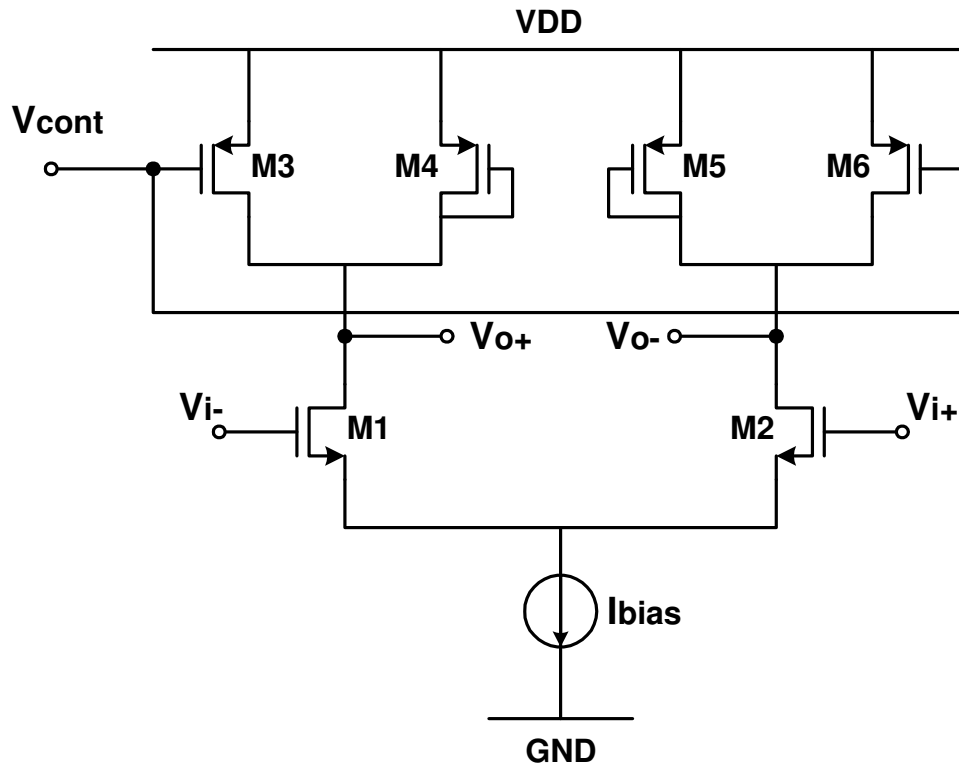 VDD
Vcont
M3
M4
M5
M6
Vo+
Vo-
Vi-
M1
M2
Vi+
Ibias
GND